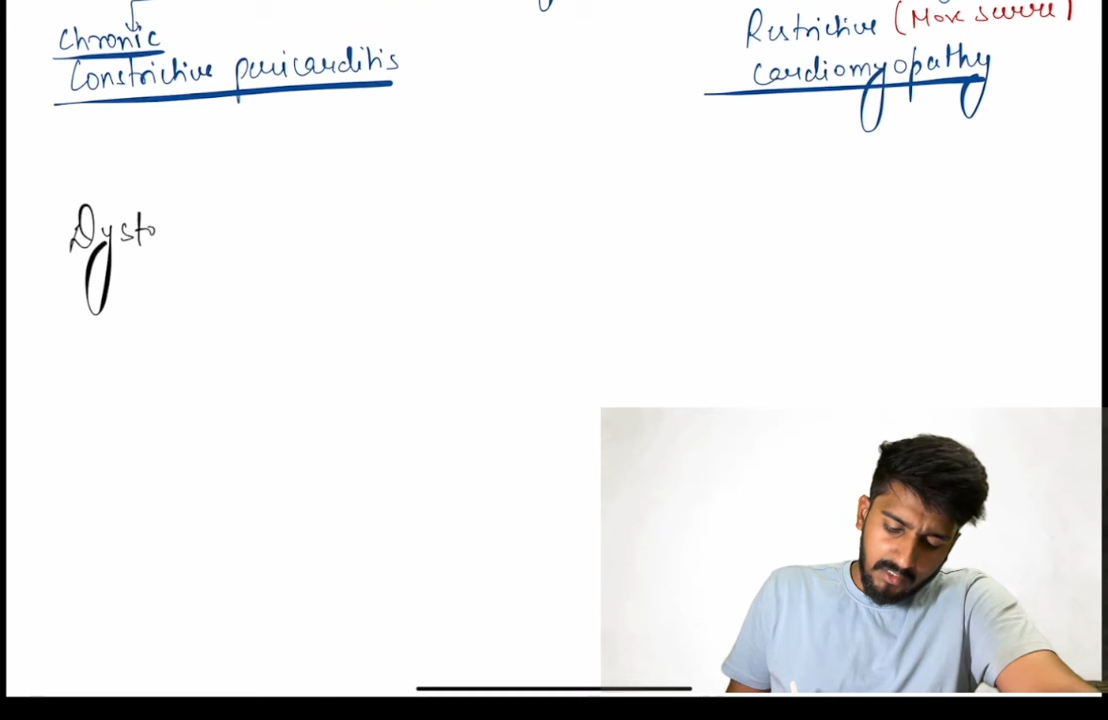 Chronic
Constrictive pericarditis
Restrictive (More severe)
cardiomyopathy
Dysto